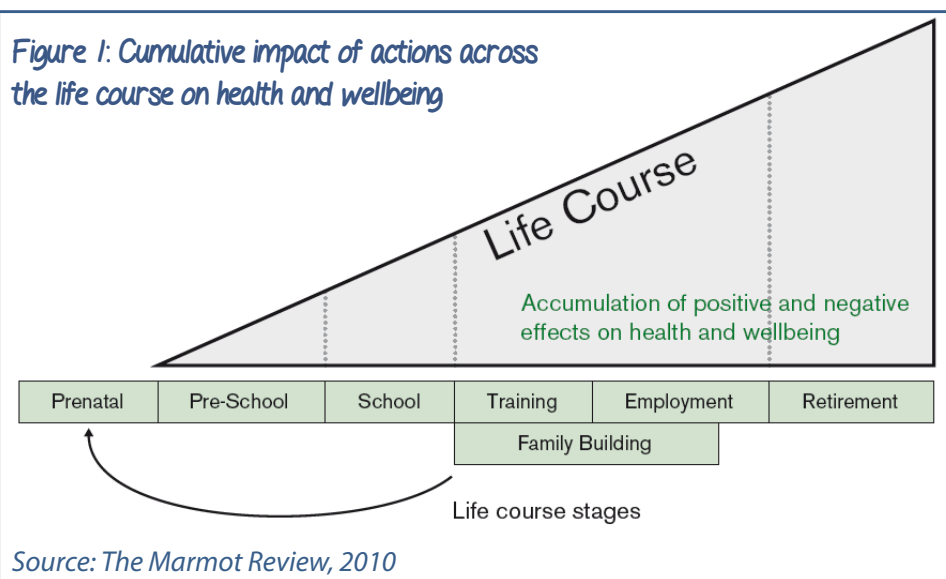 Figure 1: Cumulative impact of actions across
the life course on health and wellbeing
Life Course
Accumulation of positive and negative
effects on health and wellbeing
Prenatal
Pre-School
School
Training
Employment
Retirement
Family Building
Life course stages
Source: The Marmot Review, 2010